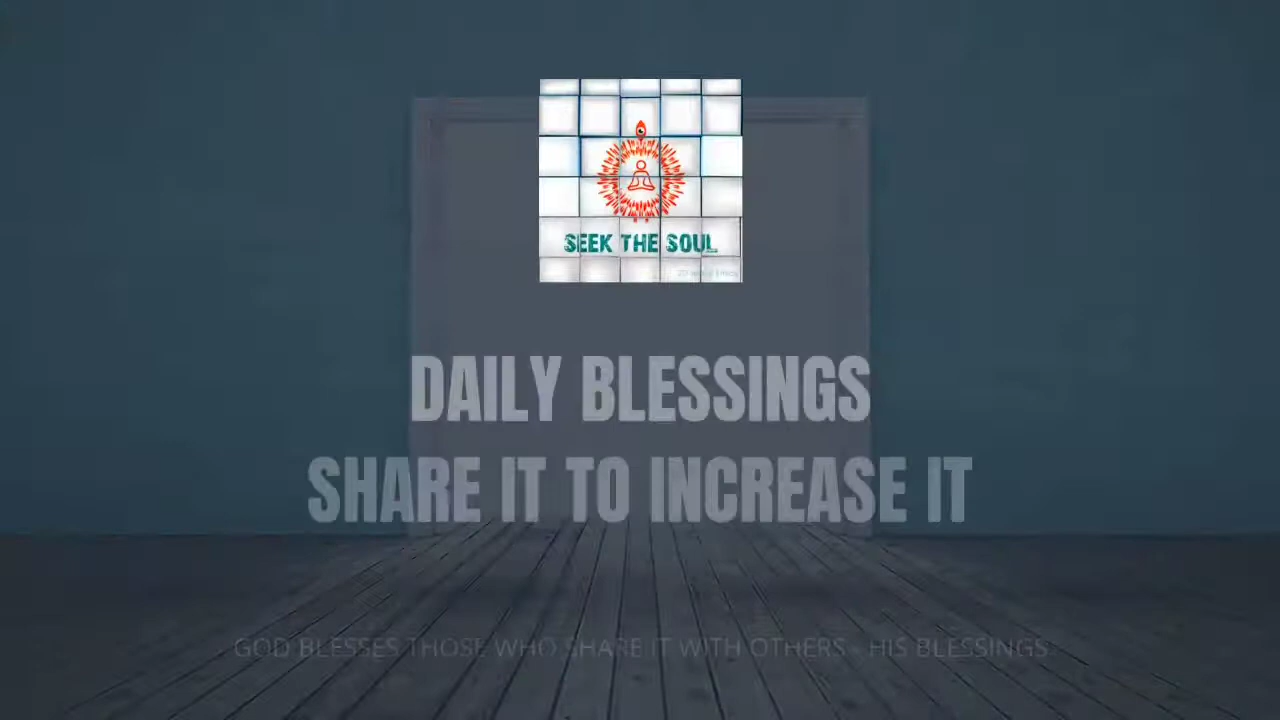 SEEK THE SOUL
DAILY BLESSINGS
SHARE IT TO INCREASE IT
GOD BLESSES THOSE WHO SHARE IT WITH OTHERS - HIS BLESSINGS